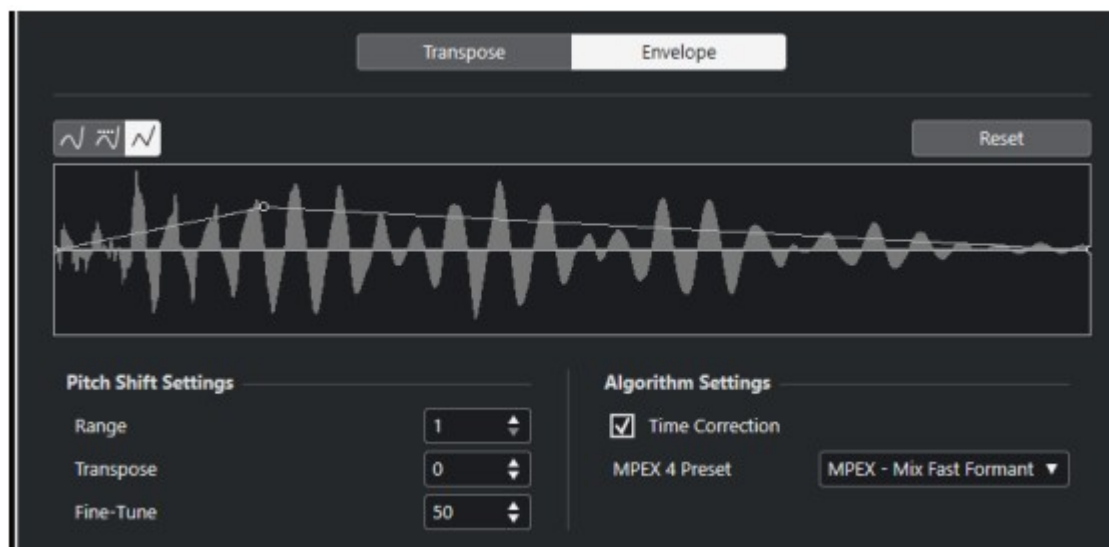 Transpose Envelope
Reset
Pitch Shift Settings
Range 1
Transpose 0
Fine-Tune 50
Algorithm Settings
Time Correction
MPEX 4 Preset MPEX - Mix Fast Formant